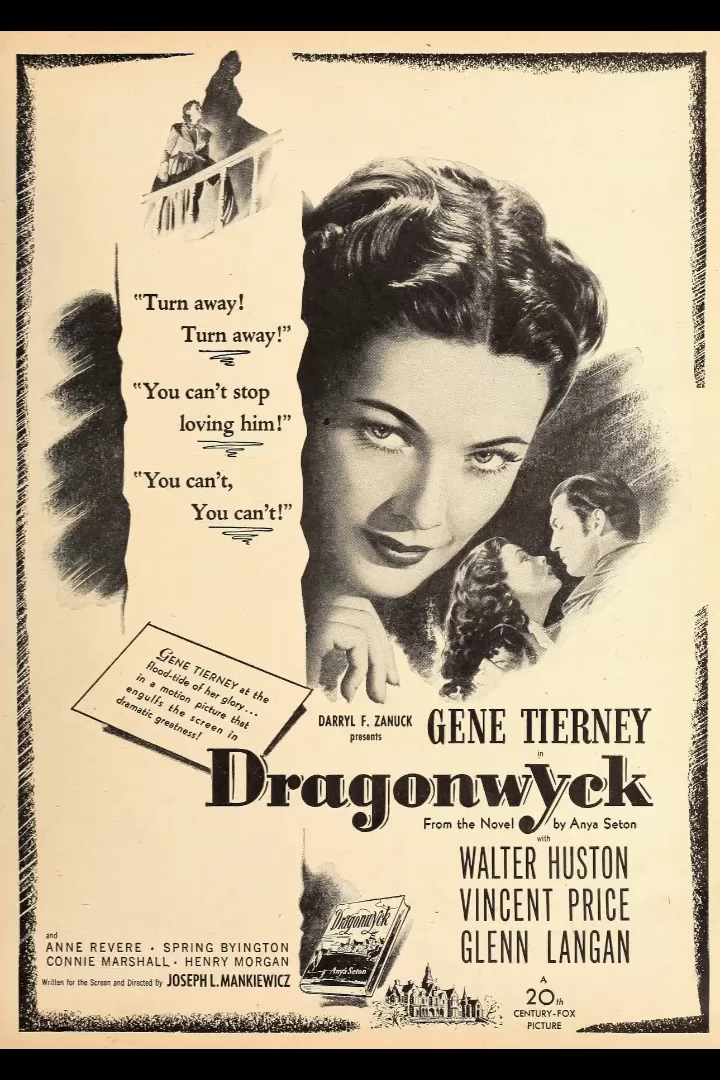 "Turn away!
Turn away!"
"You can't stop
loving him!"
"You can't,
You can't!"
GENE TIERNEY at the
flood-tide of her glory...
in a motion picture that
engulfs the screen in
dramatic greatness!
DARRYL F. ZANUCK
presents
GENE TIERNEY
in
Dragonwyck
From the Novel by Anya Seton
with
WALTER HUSTON
VINCENT PRICE
GLENN LANGAN
and
ANNE REVERE • SPRING BYINGTON
CONNIE MARSHALL • HENRY MORGAN
Written for the Screen and Directed by JOSEPH L. MANKIEWICZ
Dragonwyck
Anya Seton
A
20th
CENTURY-FOX
PICTURE